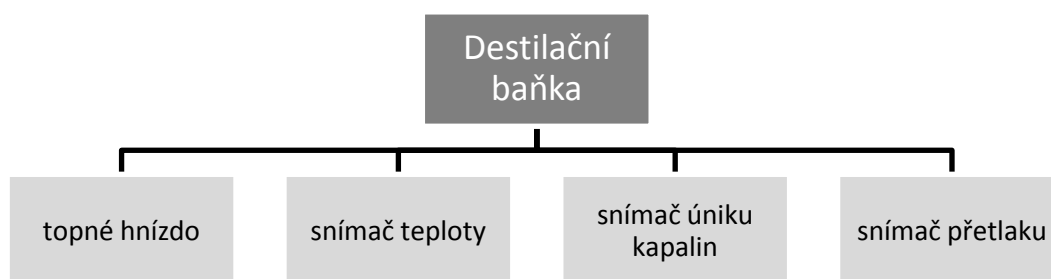 Destilační
baňka
topné hnízdo
snímač teploty
snímač úniku
kapalin
snímač přetlaku